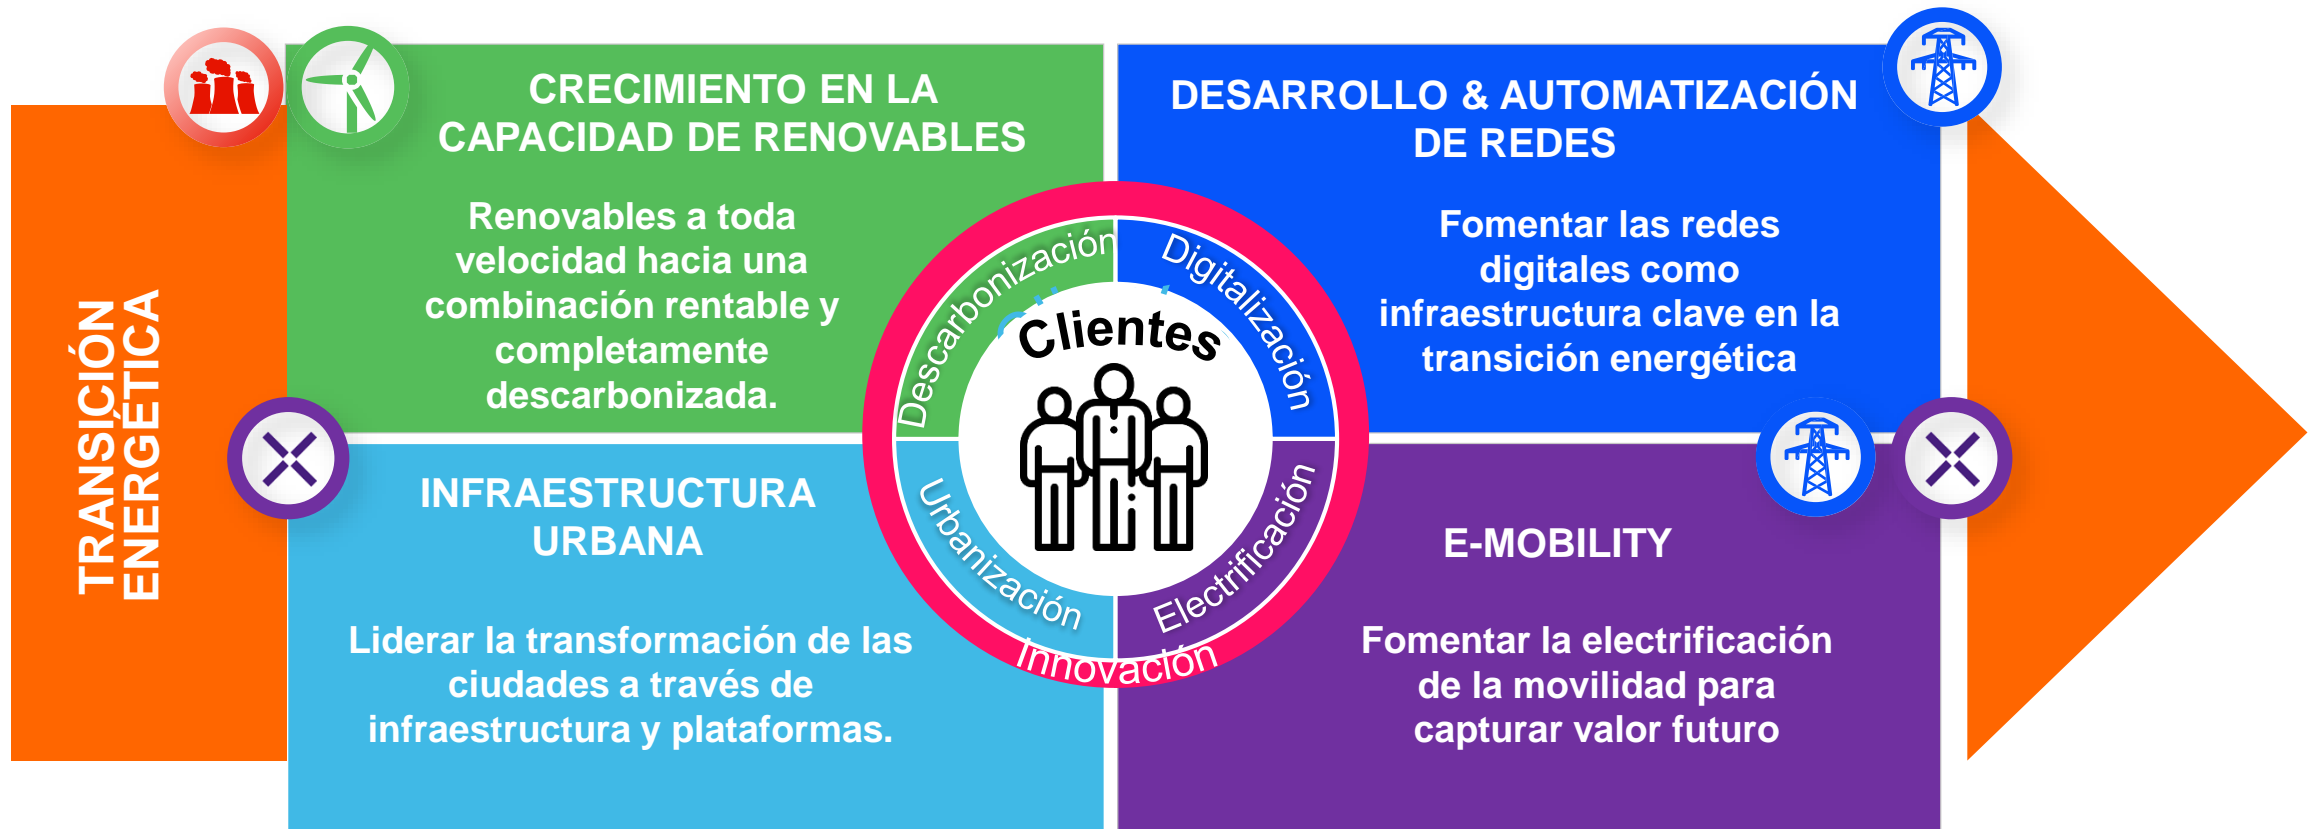 TRANSICIÓN
ENERGÉTICA
CRECIMIENTO EN LA
CAPACIDAD DE RENOVABLES
Renovables a toda
velocidad hacia una
combinación rentable y
completamente
descarbonizada.
DESARROLLO & AUTOMATIZACIÓN
DE REDES
Fomentar las redes
digitales como
infraestructura clave en la
transición energética
Descarbonización
Digitalización
Clientes
Urbanización
Electrificación
Innovación
INFRAESTRUCTURA
URBANA
Liderar la transformación de las
ciudades a través de
infraestructura y plataformas.
E-MOBILITY
Fomentar la electrificación
de la movilidad para
capturar valor futuro